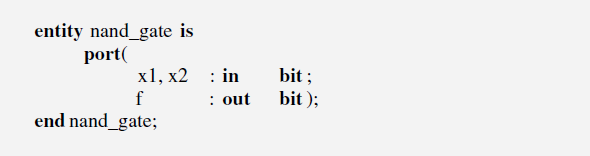 entity nand_gate is
port(
x1, x2 : in bit ;
f : out bit );
end nand_gate;